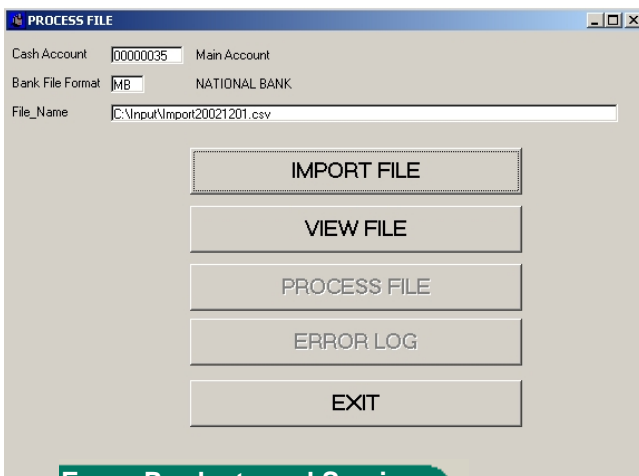 PROCESS FILE
Cash Account 00000035 Main Account
Bank File Format MB NATIONAL BANK
File_Name C:\Input\Import20021201.csv
IMPORT FILE
VIEW FILE
PROCESS FILE
ERROR LOG
EXIT